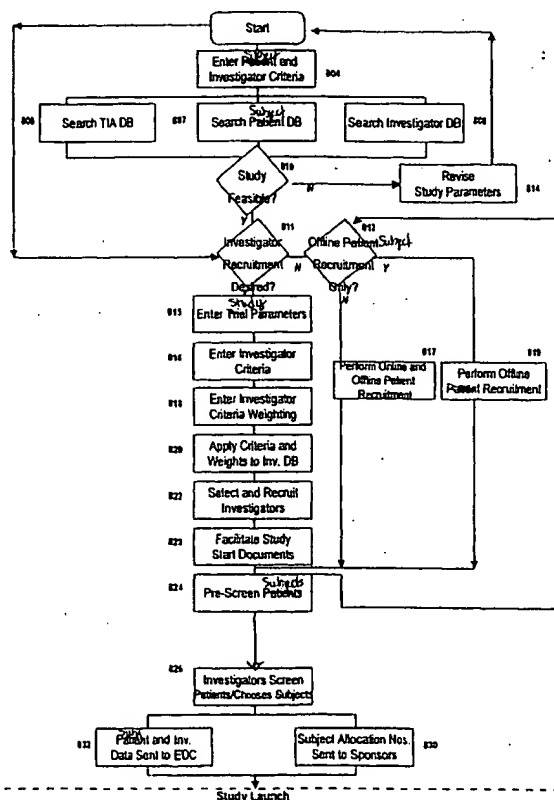 Start
Subject
Enter Patient and
Investigator Criteria
804
806
Search TIA DB
807
Subject
Search Patient DB
Search Investigator DB
808
810
Study
Feasible?
N
Y
Revise
Study Parameters
814
811
Investigator
Recruitment
Desired?
N
812
Offline Patient Subject
Recruitment
Only?
Y
N
815
Study
Enter Trial Parameters
816
Enter Investigator
Criteria
817
Perform Online and
Offline Patient
Recruitment
819
Perform Offline
Patent Recruitment
818
Enter Investigator
Criteria Weighting
820
Apply Criteria and
Weights to Inv. DB
822
Select and Recruit
Investigators
823
Facilitate Study
Start Documents
824
Subjects
Pre-Screen Patients
826
Investigators Screen
Patients/Chooses Subjects
832
Subj
Patient and Inv.
Data Sent to EDC
Subject Allocation Nos.
Sent to Sponsors
830
Study Launch